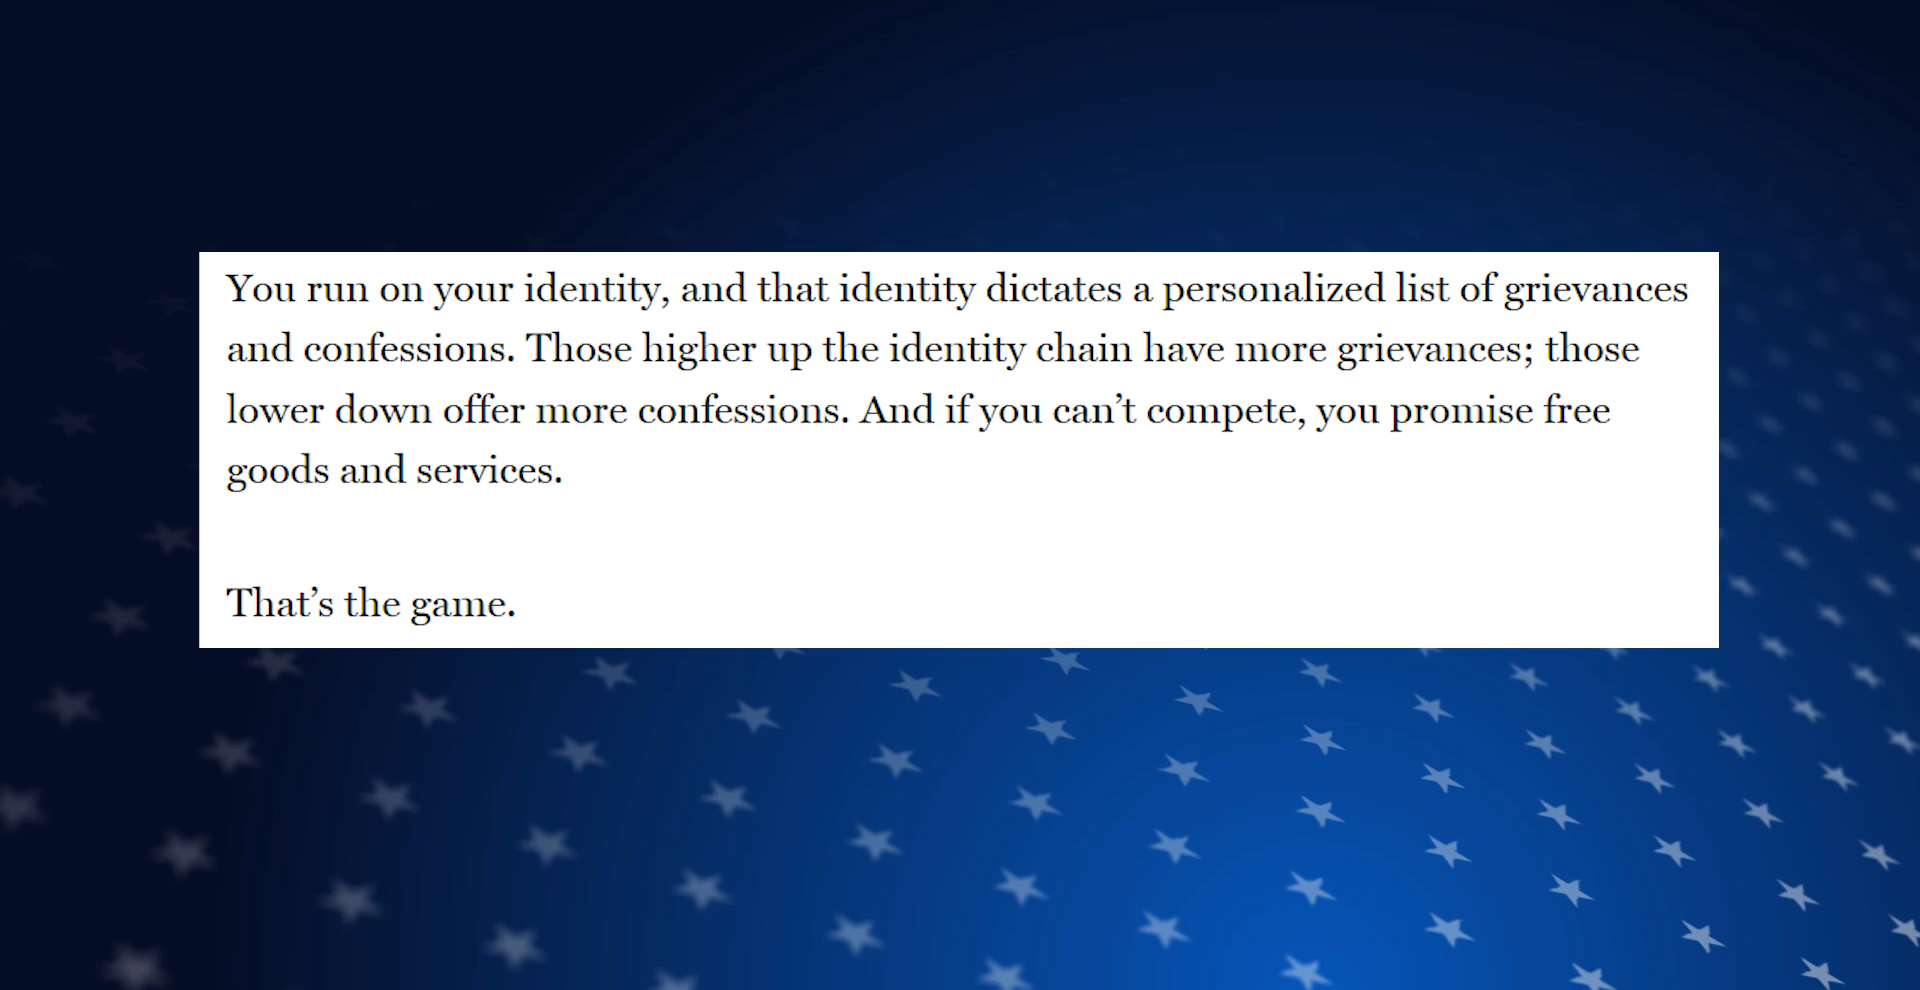 You run on your identity, and that identity dictates a personalized list of grievances
and confessions. Those higher up the identity chain have more grievances; those
lower down offer more confessions. And if you can’t compete, you promise free
goods and services.
That’s the game.